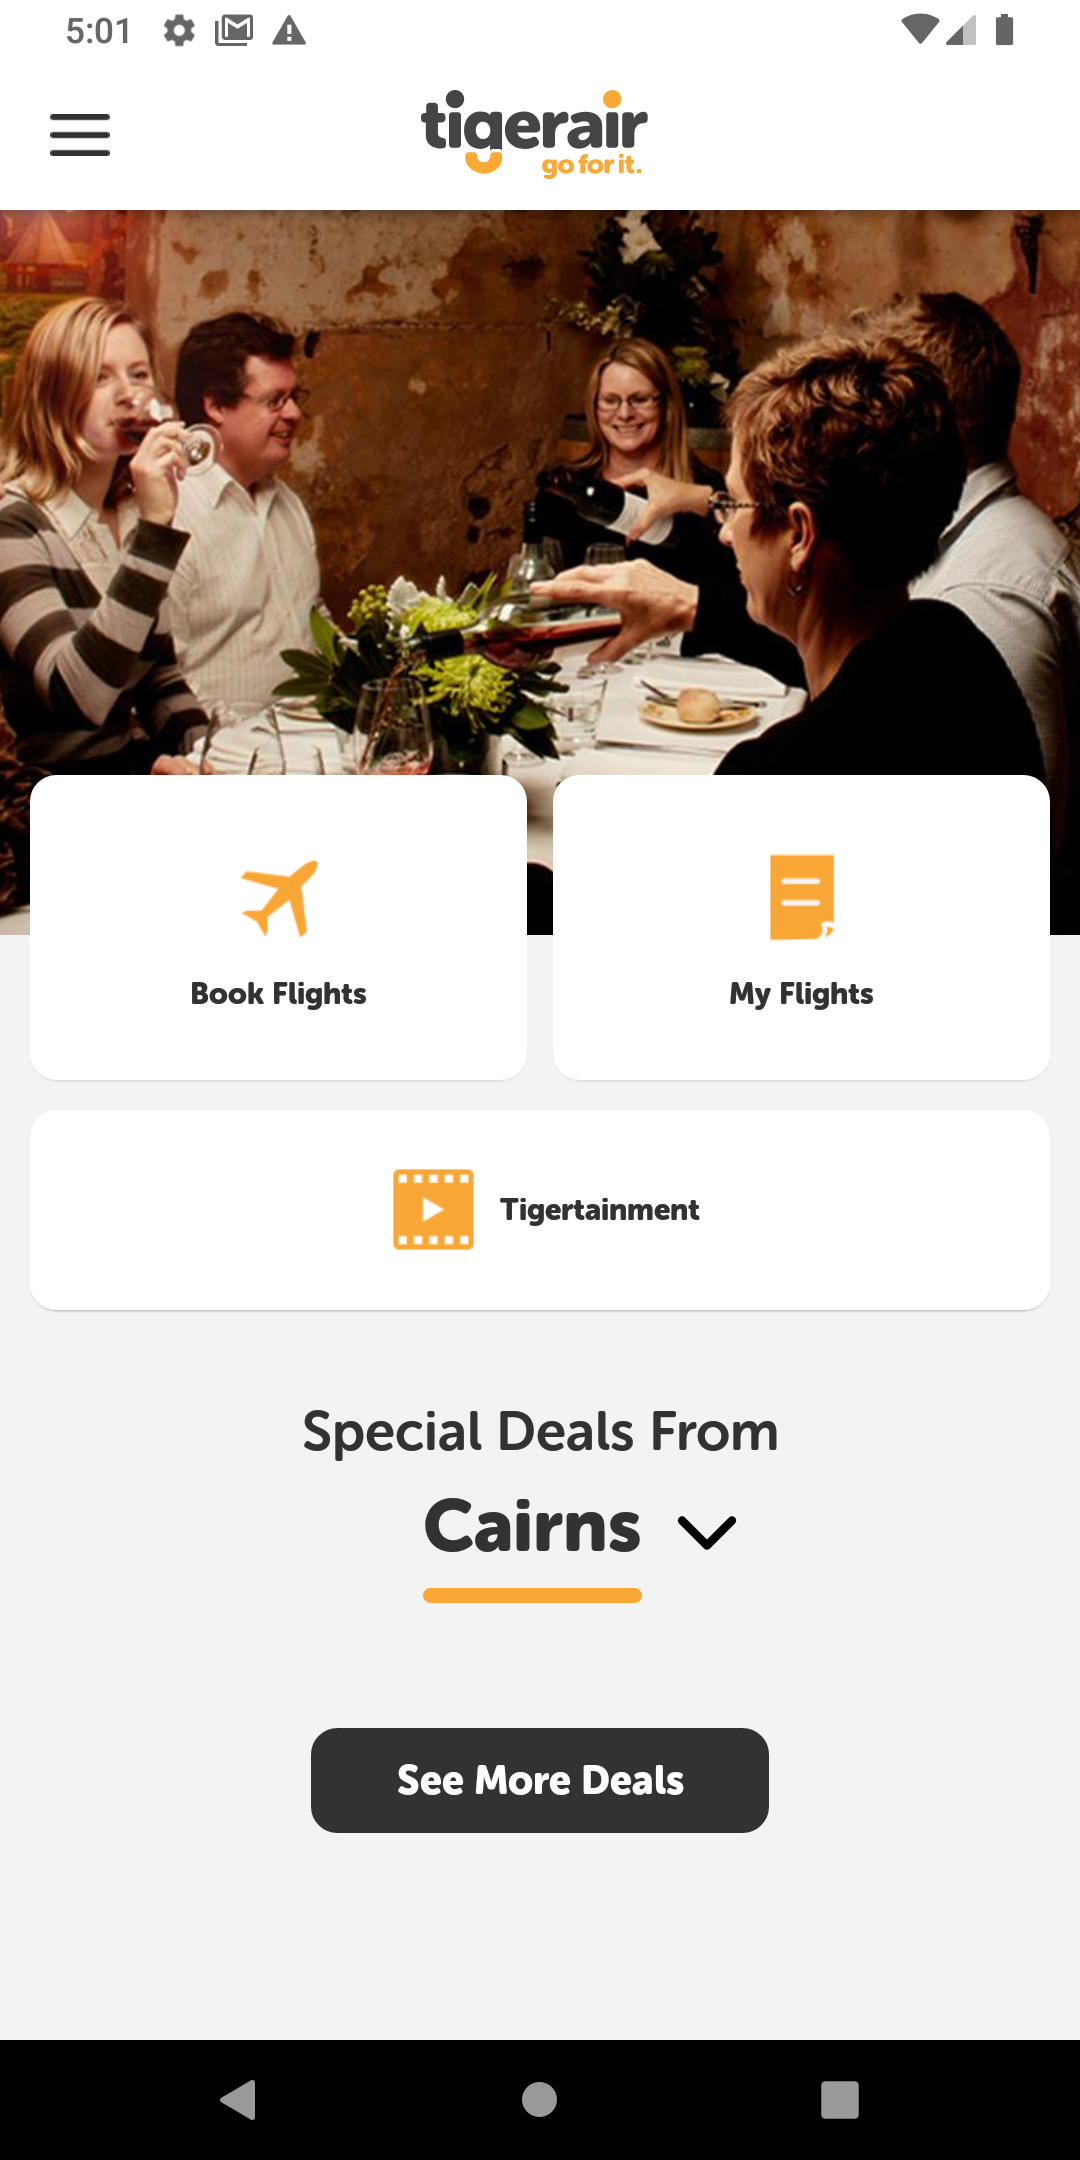 5:01
tigerair
go for it.
Book Flights
My Flights
Tigertainment
Special Deals From
Cairns
See More Deals